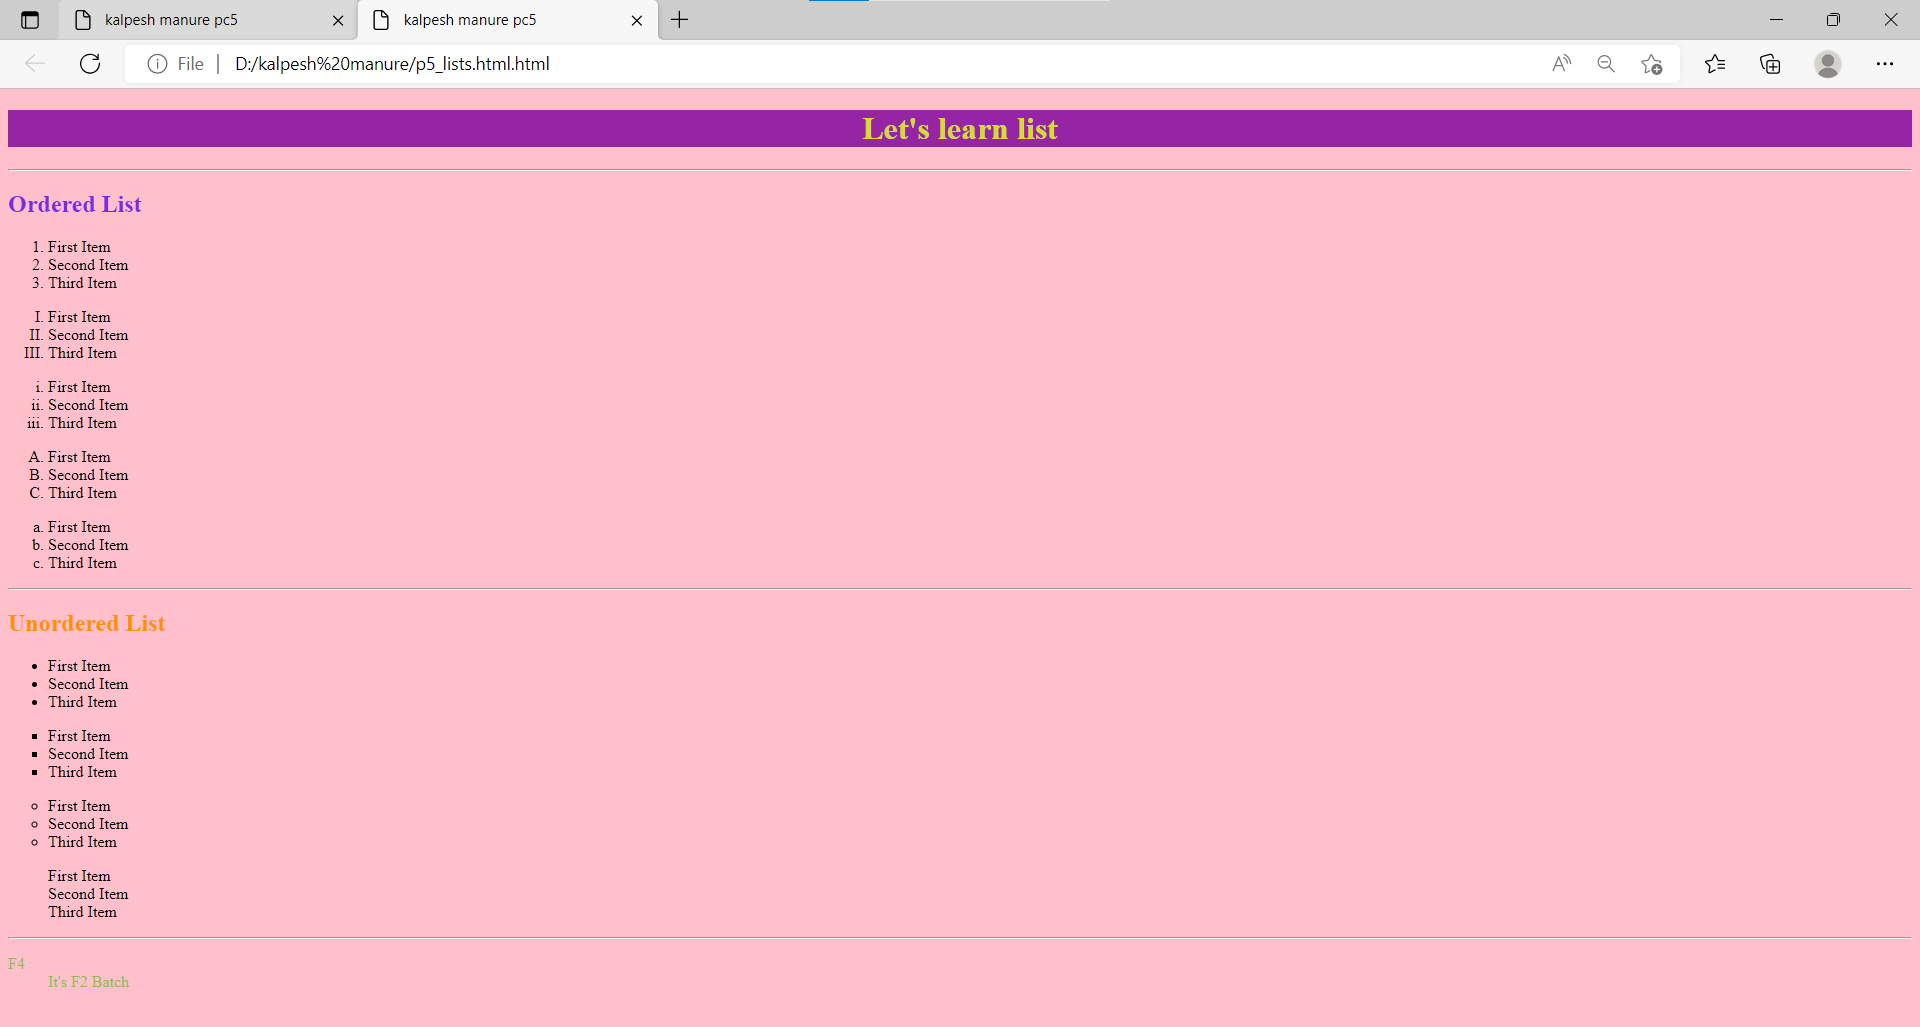 kalpesh manure pc5
kalpesh manure pc5
File
D:/kalpesh%20manure/p5_lists.html.html
Let's learn list
Ordered List
1. First Item
2. Second Item
3. Third Item
I. First Item
II. Second Item
III. Third Item
i. First Item
ii. Second Item
iii. Third Item
A. First Item
B. Second Item
C. Third Item
a. First Item
b. Second Item
c. Third Item
Unordered List
• First Item
• Second Item
• Third Item
▪ First Item
▪ Second Item
▪ Third Item
○ First Item
○ Second Item
○ Third Item
First Item
Second Item
Third Item
F4
It's F2 Batch